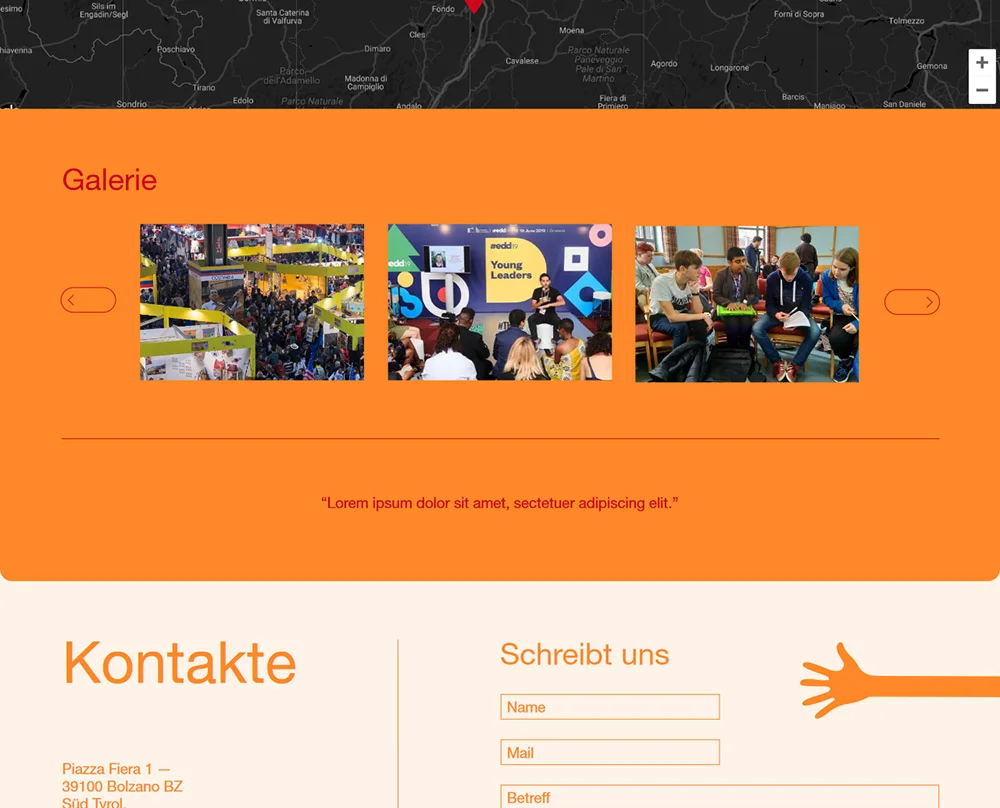 Sils im
Engadin/Segl
Santa Caterina
di Valfurva
Fondo
Cles
Moena
Forni di Sopra
Tolmezzo
Poschiavo
Dimaro
Cavalese
Parco Naturale
Paneveggio
Pale di San
Martino
Agordo
Longarone
Gemona
Parco
dell'Adamello
Madonna di
Campiglio
Tirano
Sondrio
Edolo
Parco Naturale
Andalo
Fiera di
Primiero
Barcis
Maniago
San Daniele
+
−
Galerie
#edd19
edd19
Young
Leaders
“Lorem ipsum dolor sit amet, sectetuer adipiscing elit.”
Kontakte
Piazza Fiera 1 —
39100 Bolzano BZ
Süd Tyrol.
Schreibt uns
Name
Mail
Betreff